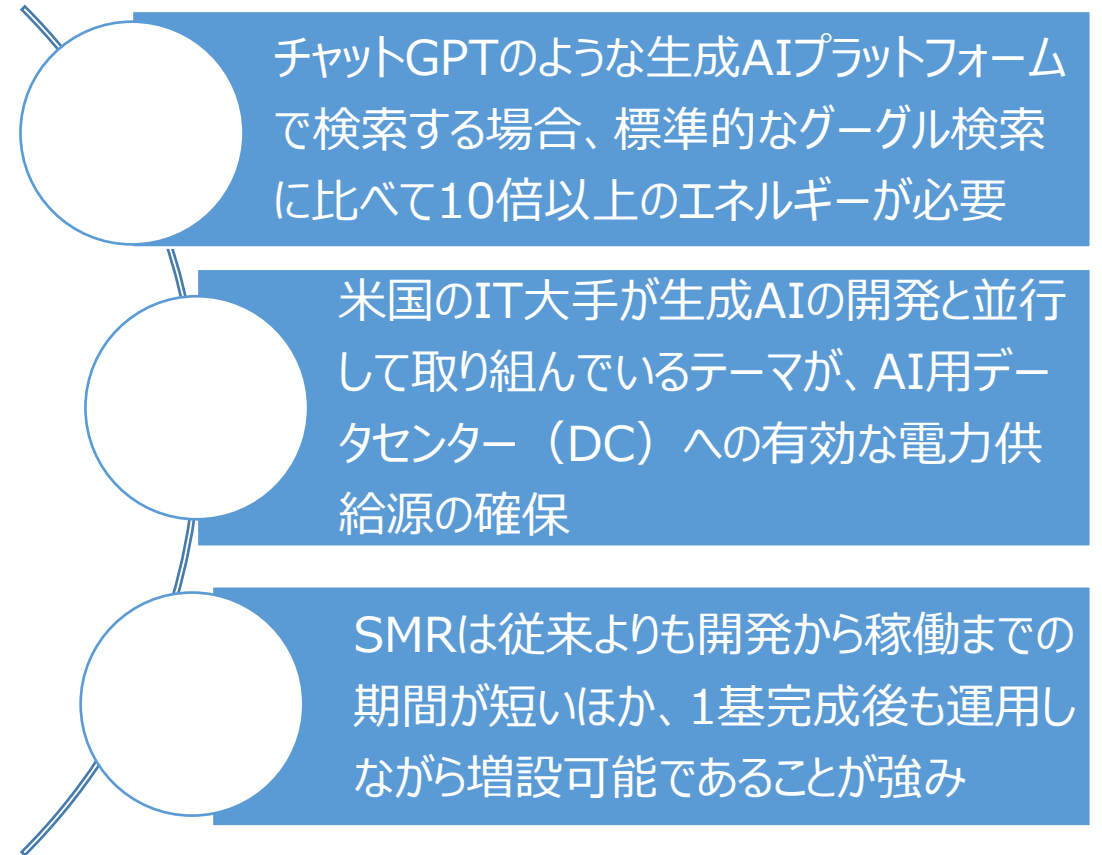 チャットGPTのような生成AIプラットフォーム
で検索する場合、標準的なグーグル検索
に比べて10倍以上のエネルギーが必要
米国のIT大手が生成AIの開発と並行
して取り組んでいるテーマが、AI用デー
タセンター（DC）への有効な電力供
給源の確保
SMRは従来よりも開発から稼働までの
期間が短いほか、1基完成後も運用し
ながら増設可能であることが強み